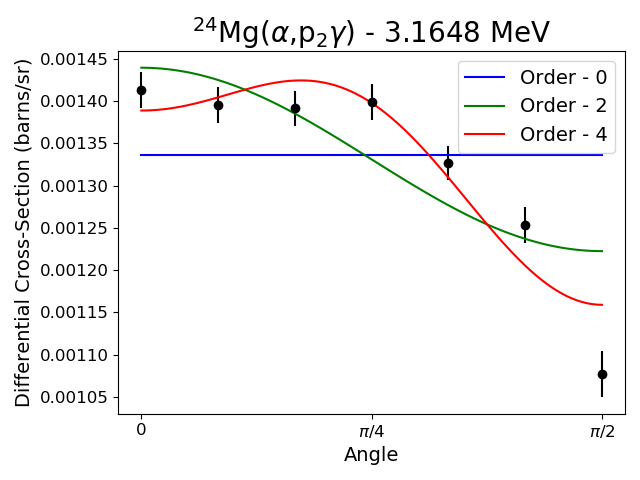 ²⁴Mg(α,p₂γ) - 3.1648 MeV
Differential Cross-Section (barns/sr)
0.00145
0.00140
0.00135
0.00130
0.00125
0.00120
0.00115
0.00110
0.00105
Order - 0
Order - 2
Order - 4
0
π/4
π/2
Angle